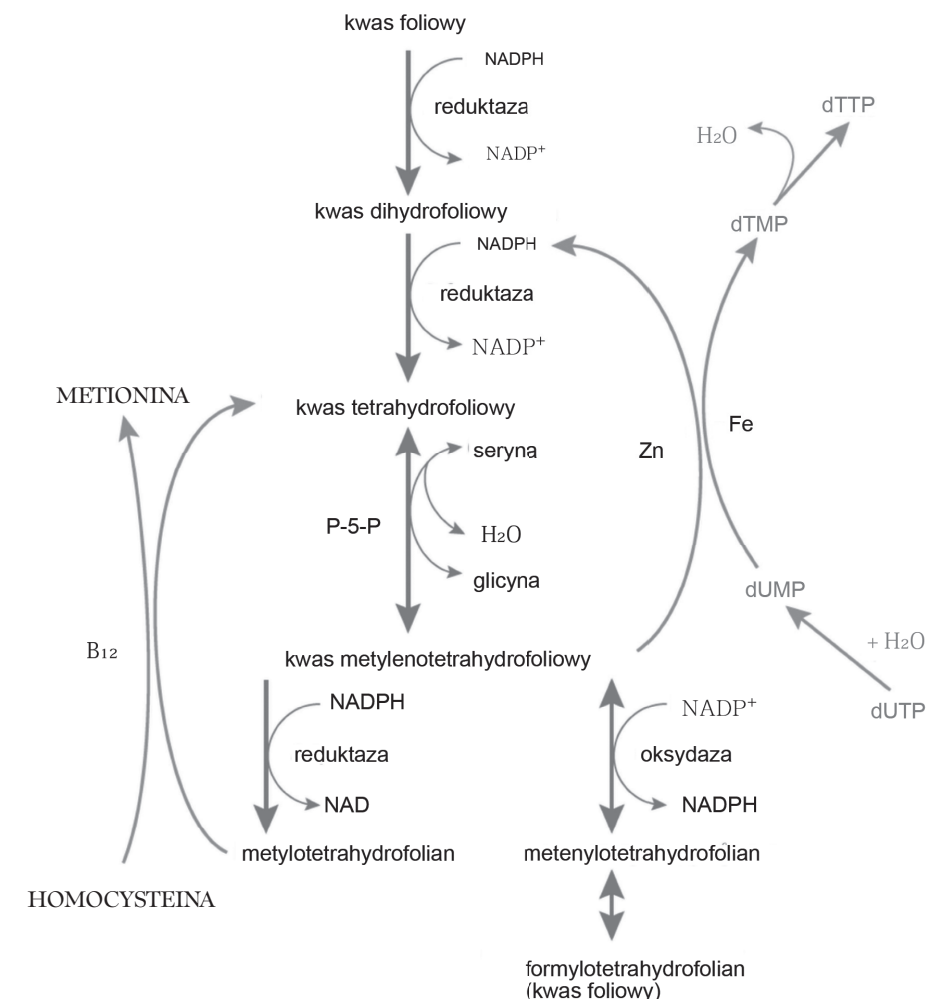 kwas foliowy
NADPH
reduktaza
NADP⁺
dTTP
H₂O
kwas dihydrofoliowy
dTMP
NADPH
reduktaza
NADP⁺
METIONINA
kwas tetrahydrofoliowy
Fe
Zn
seryna
P-5-P
H₂O
glicyna
dUMP
+ H₂O
B₁₂
kwas metylenotetrahydrofoliowy
dUTP
NADPH
NADP⁺
reduktaza
oksydaza
NAD
NADPH
metylotetrahydrofolian
metenylotetrahydrofolian
HOMOCYSTEINA
formylotetrahydrofolian
(kwas foliowy)